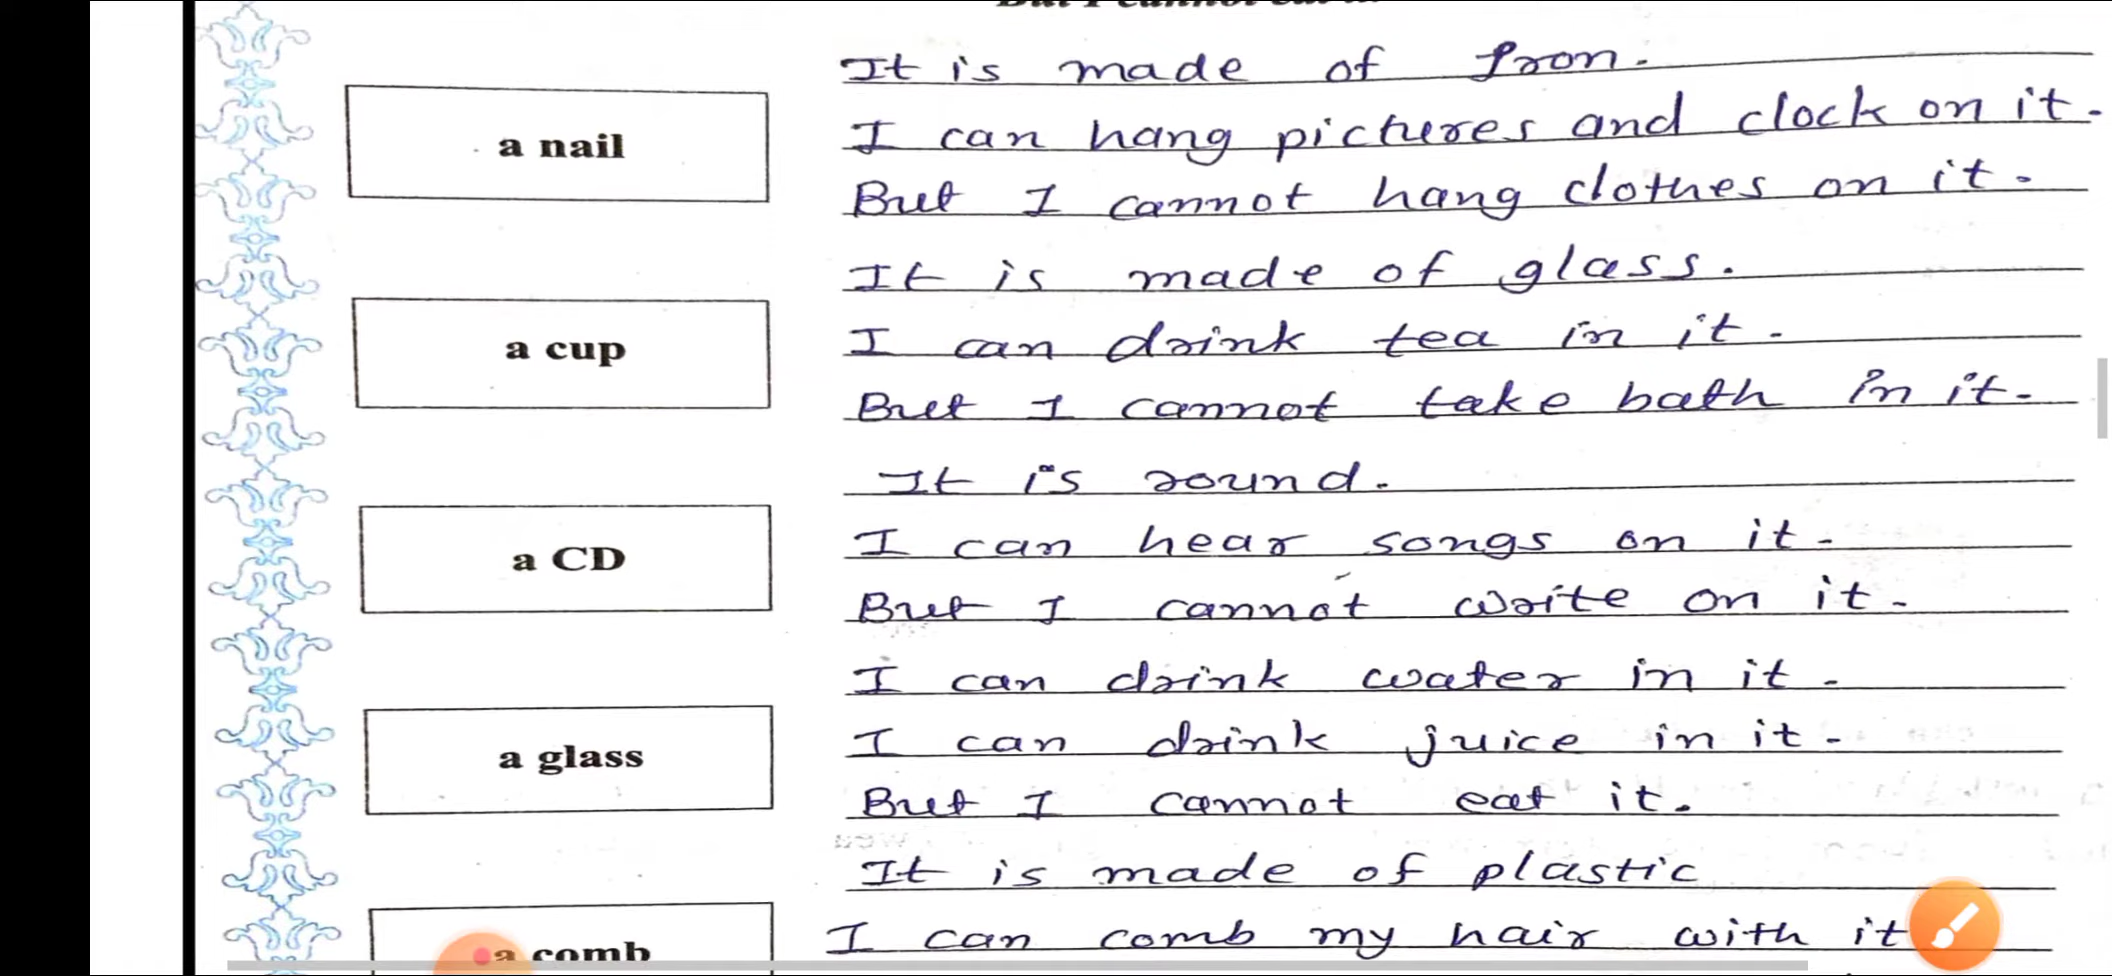 It is made of Iron.
a nail
I can hang pictures and clock on it.
But I cannot hang clothes on it.
It is made of glass.
a cup
I can drink tea in it.
But I cannot take bath in it.
It is round.
a CD
I can hear songs on it.
But I cannot write on it.
I can drink water in it.
a glass
I can drink juice in it.
But I cannot eat it.
It is made of plastic
a comb
I can comb my hair with it